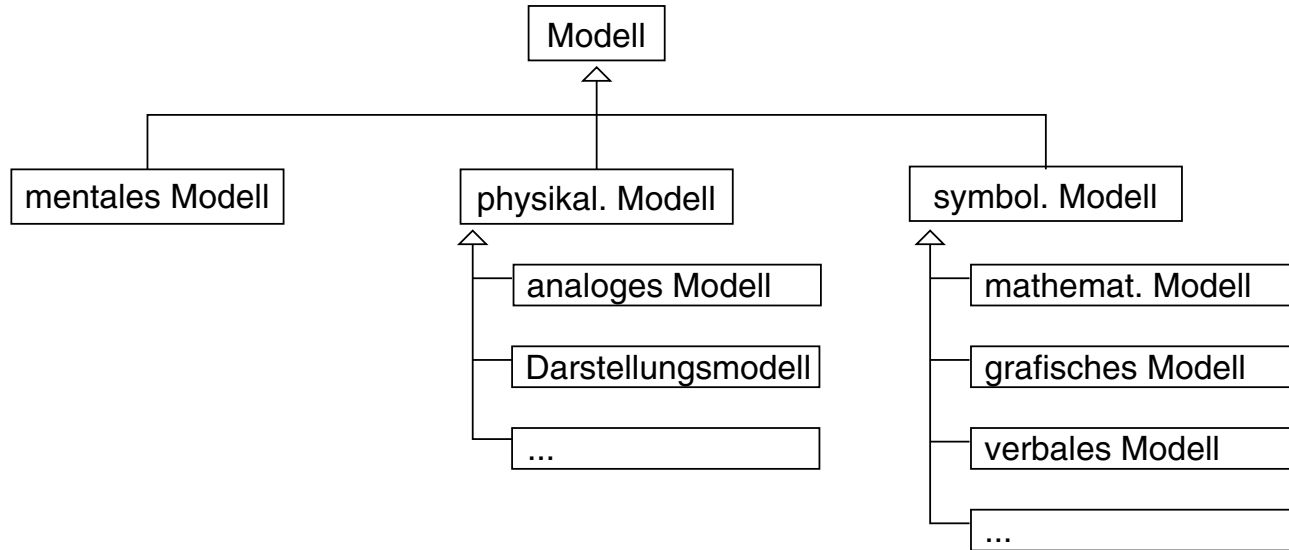 Modell
mentales Modell
physikal. Modell
symbol. Modell
analoges Modell
Darstellungsmodell
...
mathemat. Modell
grafisches Modell
verbales Modell
...